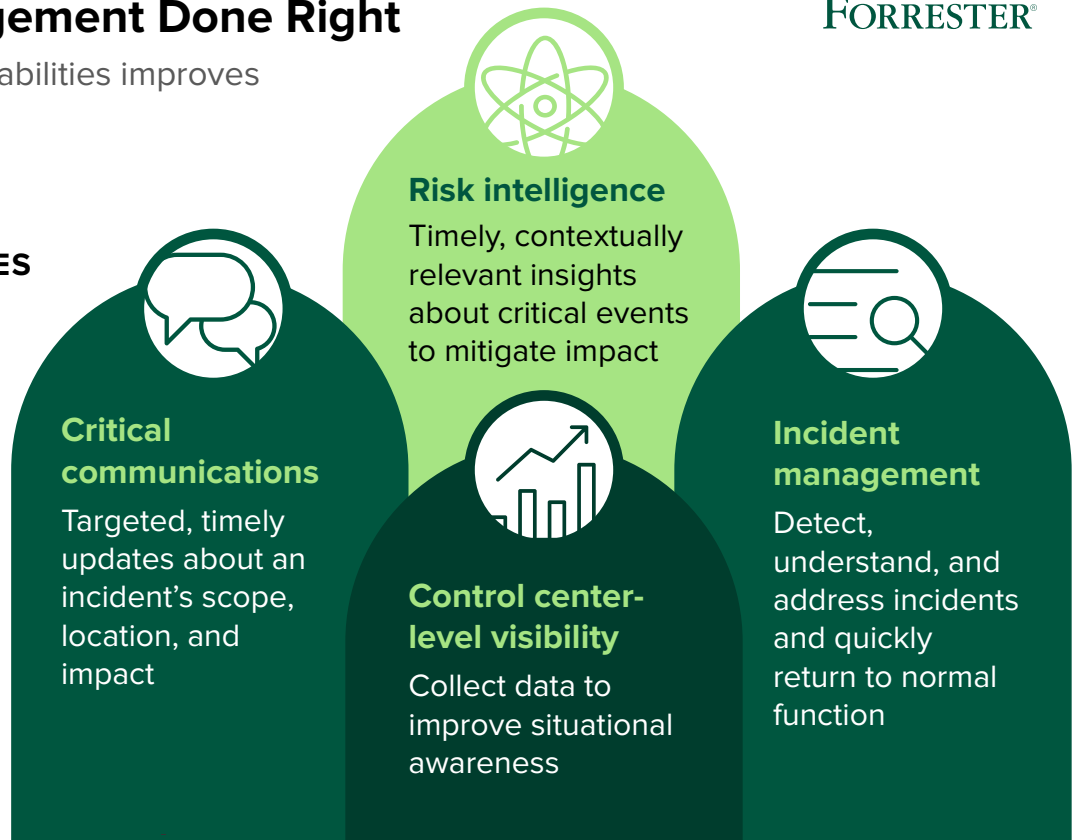 gement Done Right
FORRESTER®
abilities improves
ES
Risk intelligence
Timely, contextually
relevant insights
about critical events
to mitigate impact
Critical
communications
Targeted, timely
updates about an
incident’s scope,
location, and
impact
Control center-
level visibility
Collect data to
improve situational
awareness
Incident
management
Detect,
understand, and
address incidents
and quickly
return to normal
function